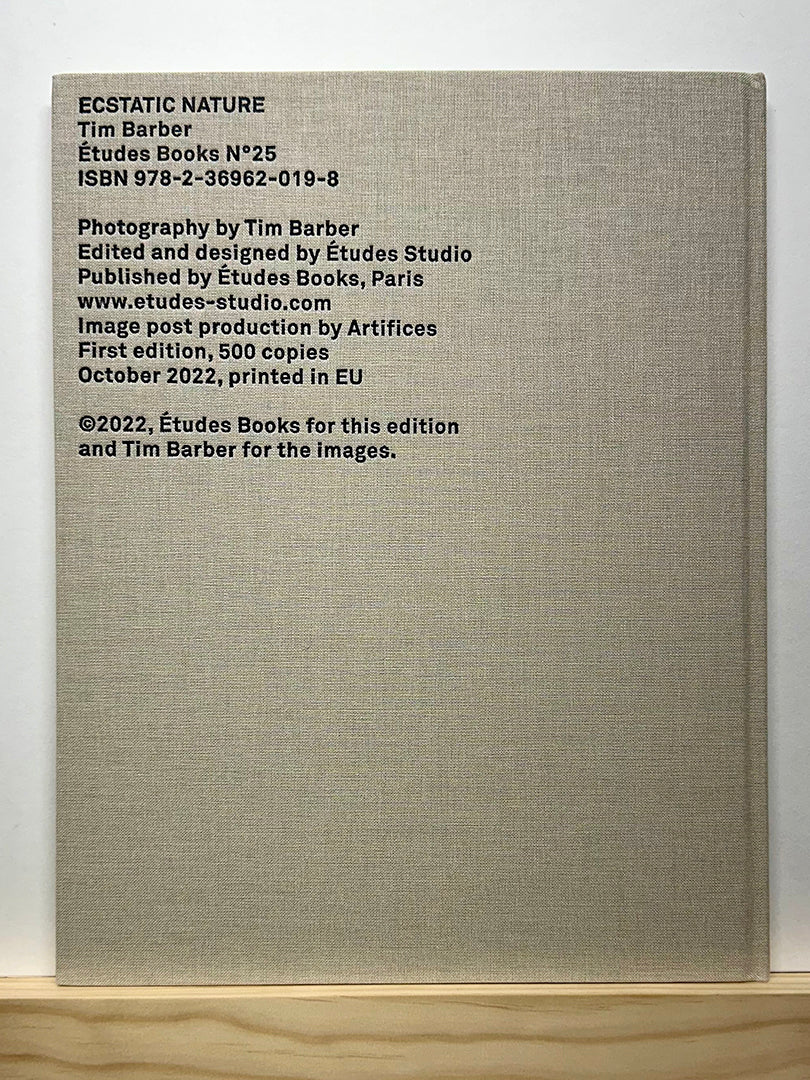 ECSTATIC NATURE
Tim Barber
Études Books N°25
ISBN 978-2-36962-019-8
Photography by Tim Barber
Edited and designed by Études Studio
Published by Études Books, Paris
www.etudes-studio.com
Image post production by Artifices
First edition, 500 copies
October 2022, printed in EU
©2022, Études Books for this edition
and Tim Barber for the images.